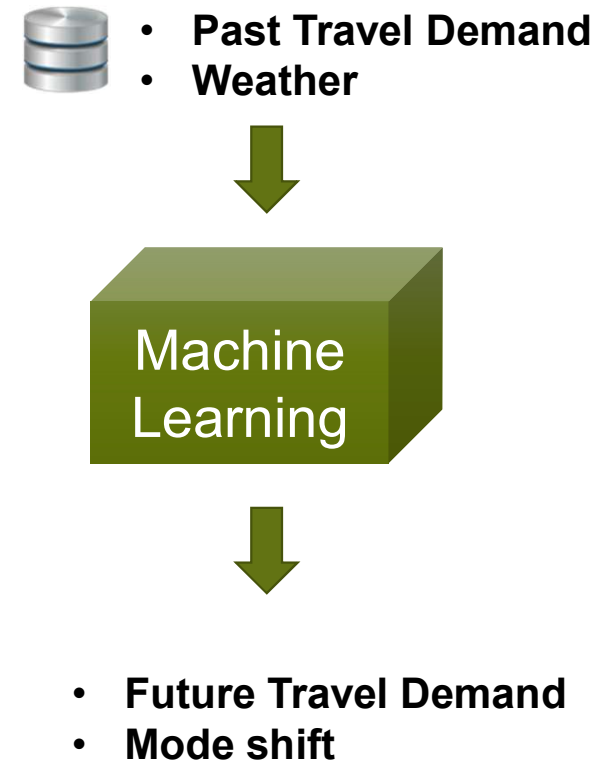 • Past Travel Demand
• Weather
Machine
Learning
• Future Travel Demand
• Mode shift